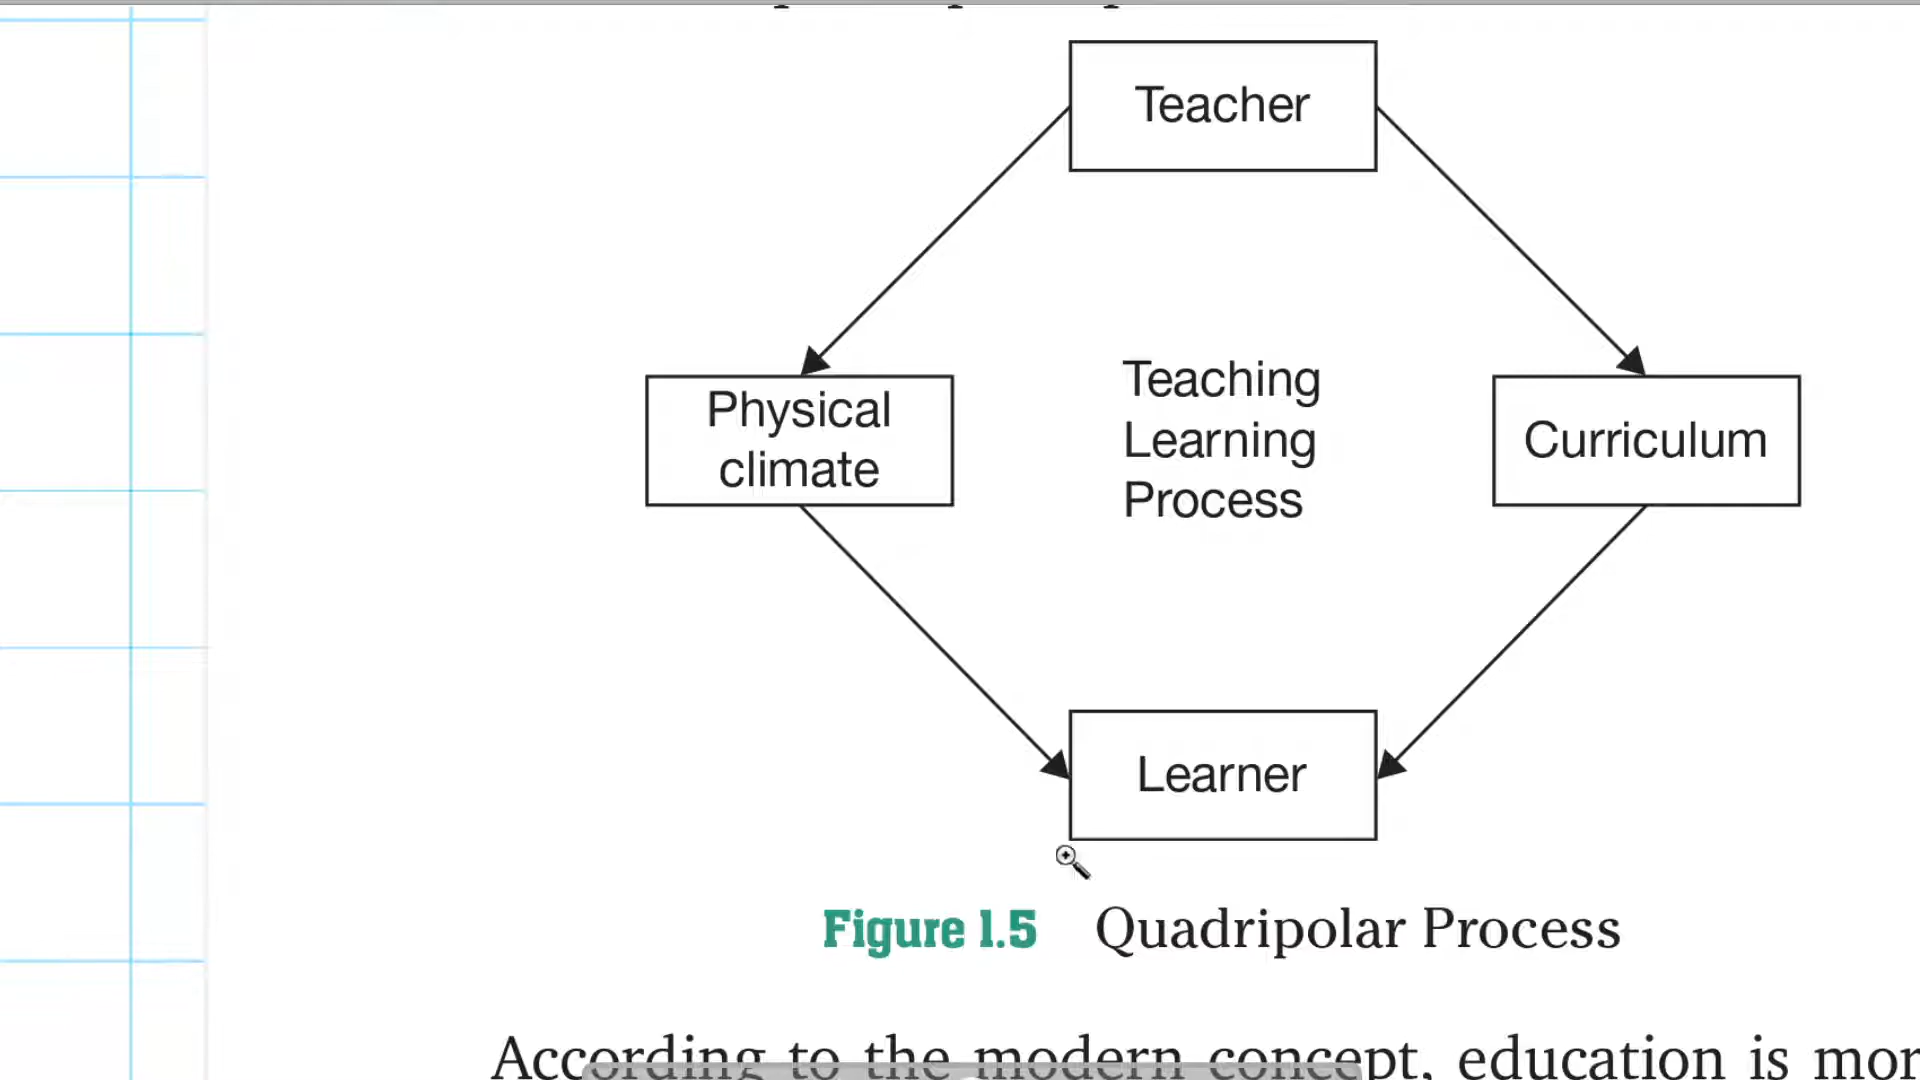 Teacher
Physical
climate
Teaching
Learning
Process
Curriculum
Learner
Figure 1.5 Quadripolar Process
According to the modern concept, education is